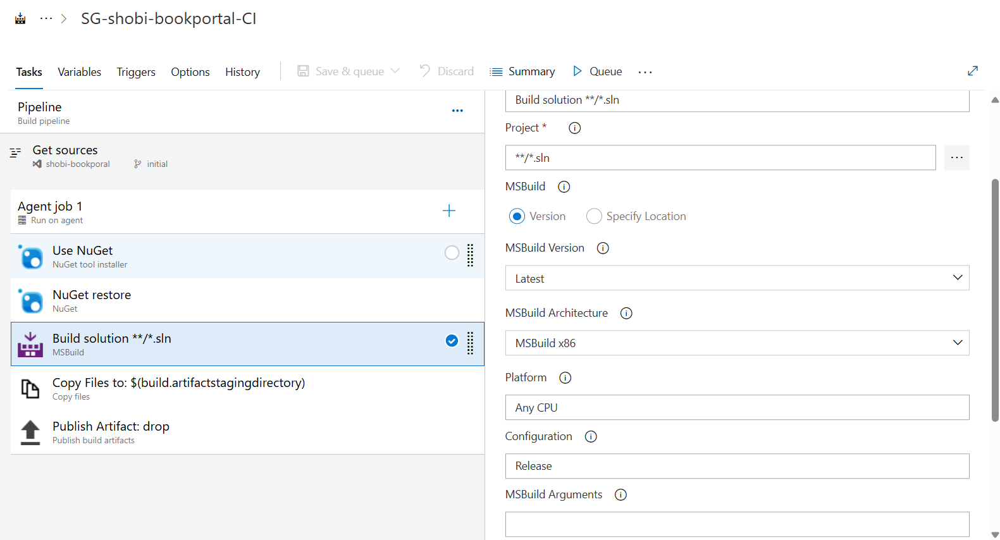 ··· > SG-shobi-bookportal-CI
Tasks Variables Triggers Options History Save & queue Discard Summary Queue ···
Pipeline
Build pipeline
···
Get sources
shobi-bookporal initial
Agent job 1
Run on agent
Use NuGet
NuGet tool installer
NuGet restore
NuGet
Build solution **/*.sln
MSBuild
Copy Files to: $(build.artifactstagingdirectory)
Copy files
Publish Artifact: drop
Publish build artifacts
Build solution **/*.sln
Project *
**/*.sln
···
MSBuild
Version Specify Location
MSBuild Version
Latest
MSBuild Architecture
MSBuild x86
Platform
Any CPU
Configuration
Release
MSBuild Arguments